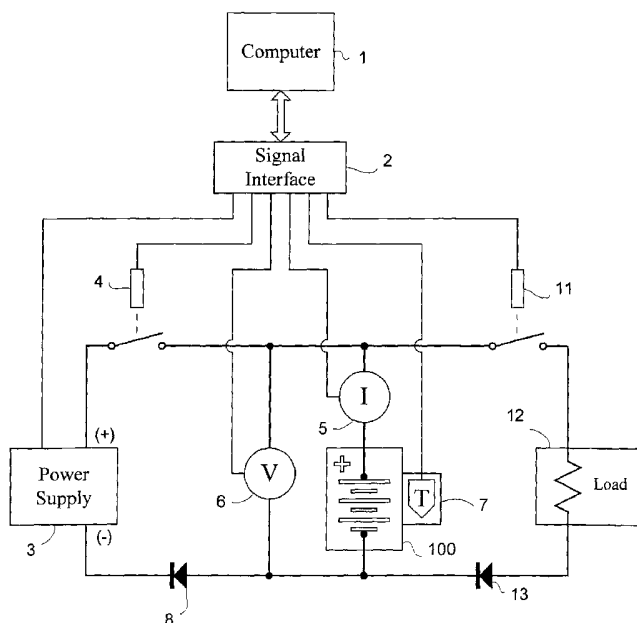 Computer
1
Signal
Interface
2
4
11
I
5
12
(+)
Power
Supply
V
6
+
T
7
Load
3
(-)
100
8
13